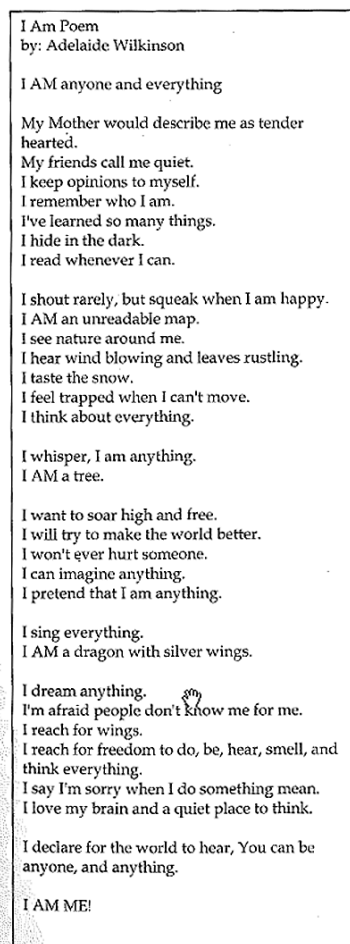 I Am Poem
by: Adelaide Wilkinson
I AM anyone and everything
My Mother would describe me as tender
hearted.
My friends call me quiet.
I keep opinions to myself.
I remember who I am.
I've learned so many things.
I hide in the dark.
I read whenever I can.
I shout rarely, but squeak when I am happy.
I AM an unreadable map.
I see nature around me.
I hear wind blowing and leaves rustling.
I taste the snow.
I feel trapped when I can't move.
I think about everything.
I whisper, I am anything.
I AM a tree.
I want to soar high and free.
I will try to make the world better.
I won't ever hurt someone.
I can imagine anything.
I pretend that I am anything.
I sing everything.
I AM a dragon with silver wings.
I dream anything.
I'm afraid people don't know me for me.
I reach for wings.
I reach for freedom to do, be, hear, smell, and
think everything.
I say I'm sorry when I do something mean.
I love my brain and a quiet place to think.
I declare for the world to hear, You can be
anyone, and anything.
I AM ME!